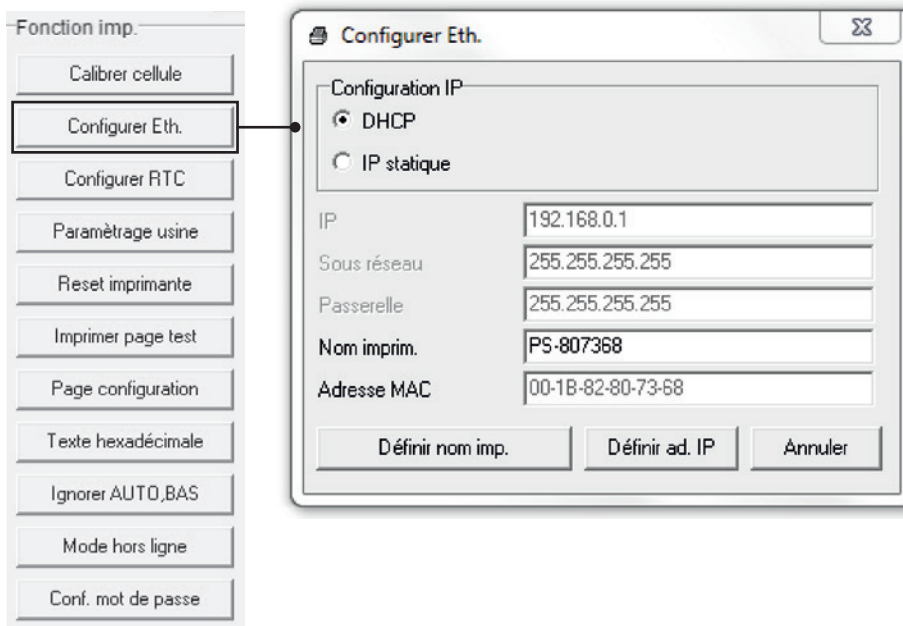 Fonction imp.
Calibrer cellule
Configurer Eth.
Configurer RTC
Paramètrage usine
Reset imprimante
Imprimer page test
Page configuration
Texte hexadécimale
Ignorer AUTO,BAS
Mode hors ligne
Conf. mot de passe
Configurer Eth.
Configuration IP
DHCP
IP statique
IP 192.168.0.1
Sous réseau 255.255.255.255
Passerelle 255.255.255.255
Nom imprim. PS-807368
Adresse MAC 00-1B-82-80-73-68
Définir nom imp. Définir ad. IP Annuler